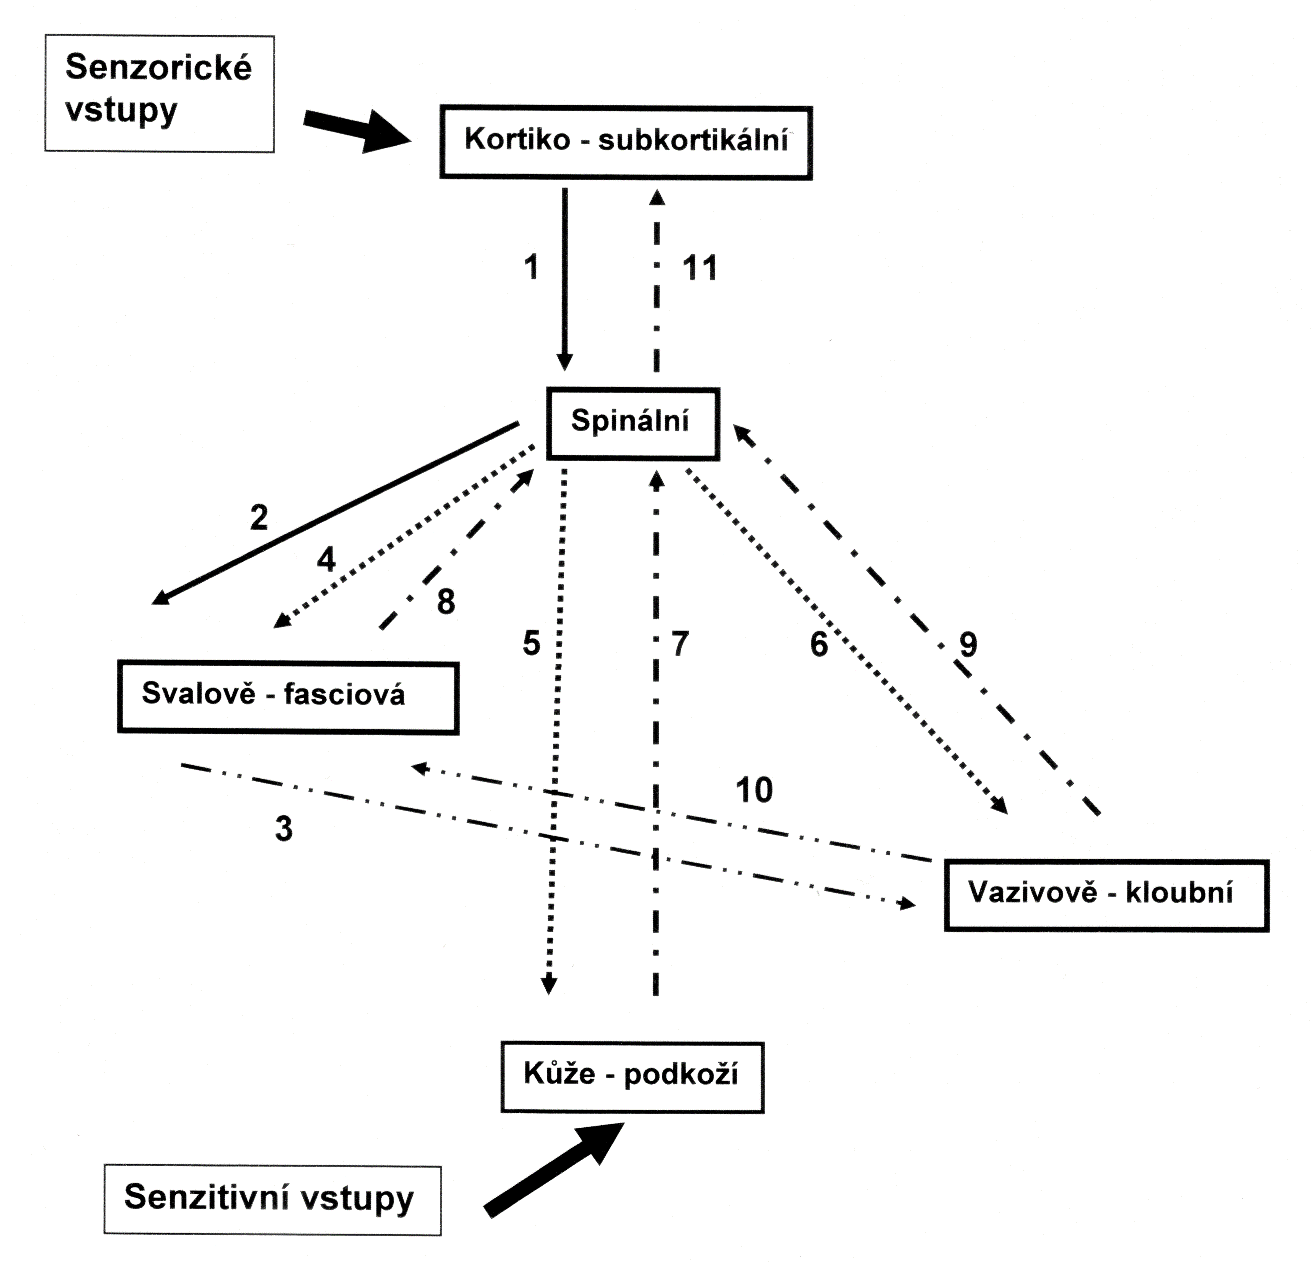 Senzorické
vstupy
Kortiko - subkortikální
1
11
Spinální
2
4
8
5
7
6
9
Svalově - fasciová
3
10
Vazivově - kloubní
Kůže - podkoží
Senzitivní vstupy